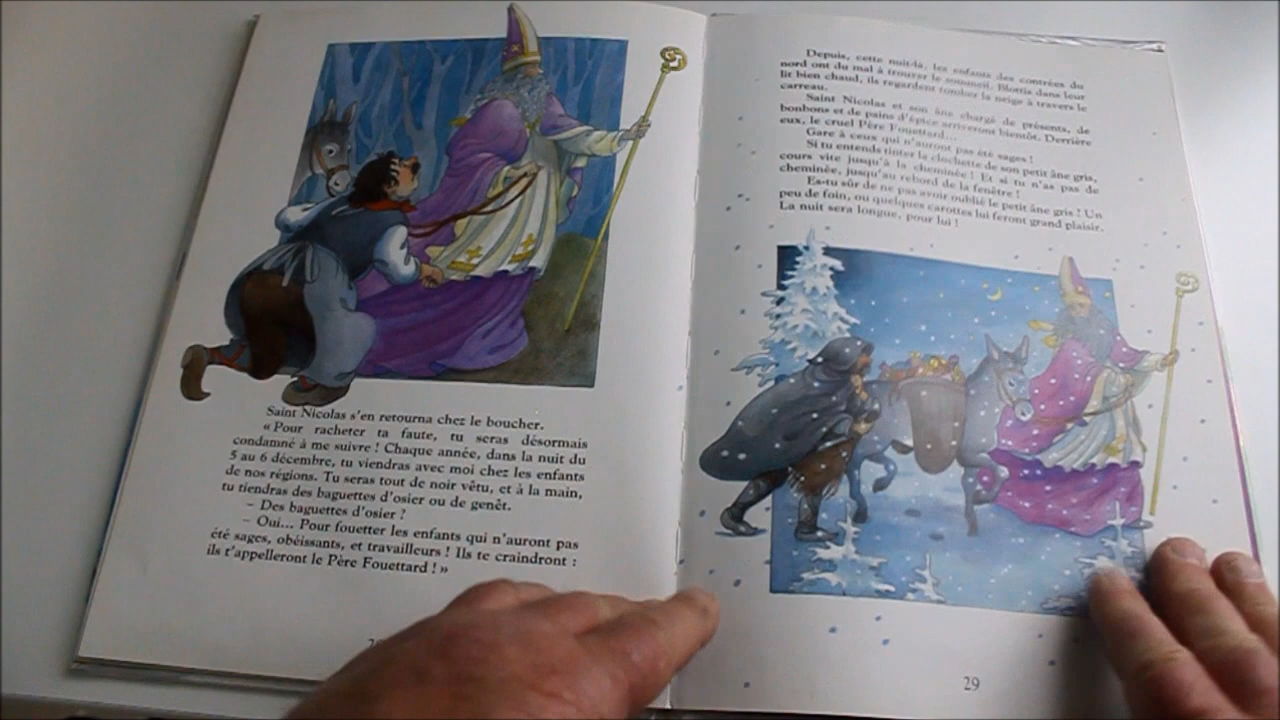 Saint Nicolas s'en retourna chez le boucher.
« Pour racheter ta faute, tu seras désormais
condamné à me suivre ! Chaque année, dans la nuit du
5 au 6 décembre, tu viendras avec moi chez les enfants
de nos régions. Tu seras tout de noir vêtu, et à la main,
tu tiendras des baguettes d'osier ou de genêt.
– Des baguettes d'osier ?
– Oui... Pour fouetter les enfants qui n'auront pas
été sages, obéissants, et travailleurs ! Ils te craindront :
ils t'appelleront le Père Fouettard ! »
Depuis, cette nuit-là, les enfants des contrées du
nord ont du mal à trouver le sommeil. Blottis dans leur
lit bien chaud, ils regardent tomber la neige à travers le
carreau.
Saint Nicolas et son âne chargé de présents, de
bonbons et de pains d'épice arriveront bientôt. Derrière
eux, le cruel Père Fouettard...
Gare à ceux qui n'auront pas été sages !
Si tu entends tinter la clochette de son petit âne gris,
cours vite jusqu'à la cheminée ! Et si tu n'as pas de
cheminée, jusqu'au rebord de la fenêtre !
Es-tu sûr de ne pas avoir oublié le petit âne gris ? Un
peu de foin, ou quelques carottes lui feront grand plaisir.
La nuit sera longue, pour lui !
29